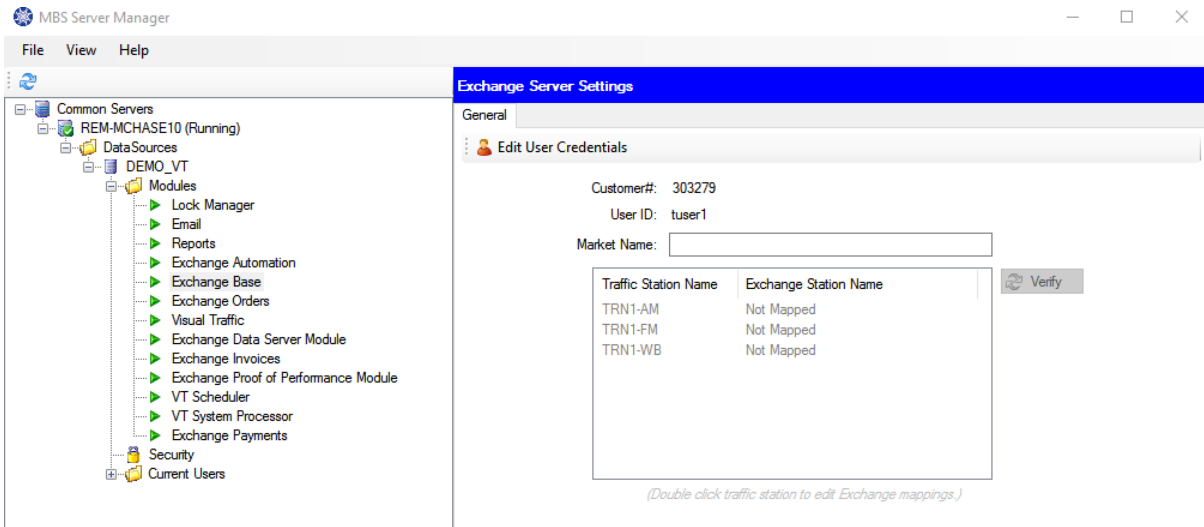 MBS Server Manager
File View Help
Common Servers
REM-MCHASE10 (Running)
DataSources
DEMO_VT
Modules
Lock Manager
Email
Reports
Exchange Automation
Exchange Base
Exchange Orders
Visual Traffic
Exchange Data Server Module
Exchange Invoices
Exchange Proof of Performance Module
VT Scheduler
VT System Processor
Exchange Payments
Security
Current Users
Exchange Server Settings
General
Edit User Credentials
Customer#: 303279
User ID: tuser1
Market Name:
Traffic Station Name Exchange Station Name
TRN1-AM Not Mapped
TRN1-FM Not Mapped
TRN1-WB Not Mapped
Verify
(Double click traffic station to edit Exchange mappings.)